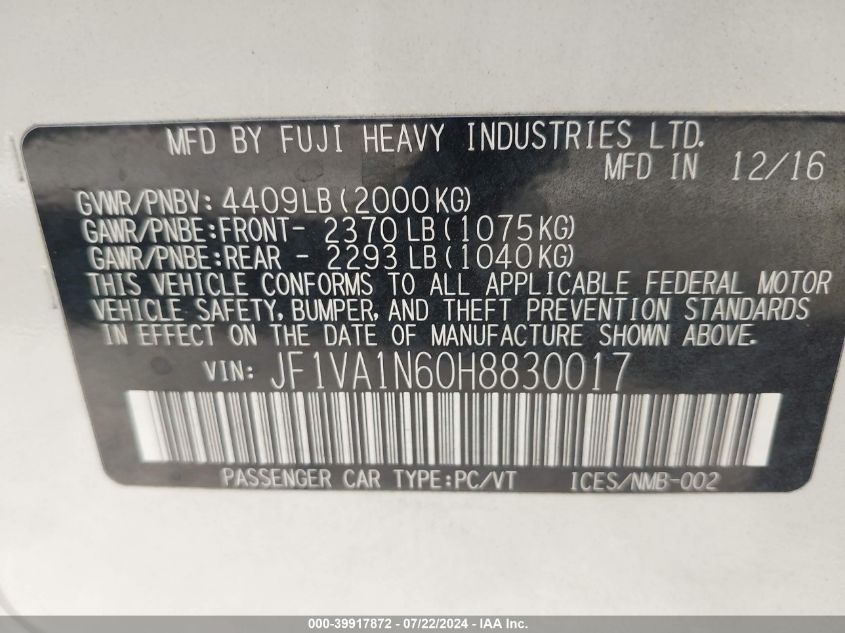 MFD BY FUJI HEAVY INDUSTRIES LTD.
MFD IN 12/16
GVWR/PNBV: 4409LB(2000KG)
GAWR/PNBE:FRONT- 2370LB(1075KG)
GAWR/PNBE:REAR - 2293LB(1040KG)
THIS VEHICLE CONFORMS TO ALL APPLICABLE FEDERAL MOTOR
VEHICLE SAFETY, BUMPER, AND THEFT PREVENTION STANDARDS
IN EFFECT ON THE DATE OF MANUFACTURE SHOWN ABOVE.
VIN: JF1VA1N60H8830017
PASSENGER CAR TYPE:PC/VT ICES/NMB-002
000-39917872 - 07/22/2024 - IAA Inc.